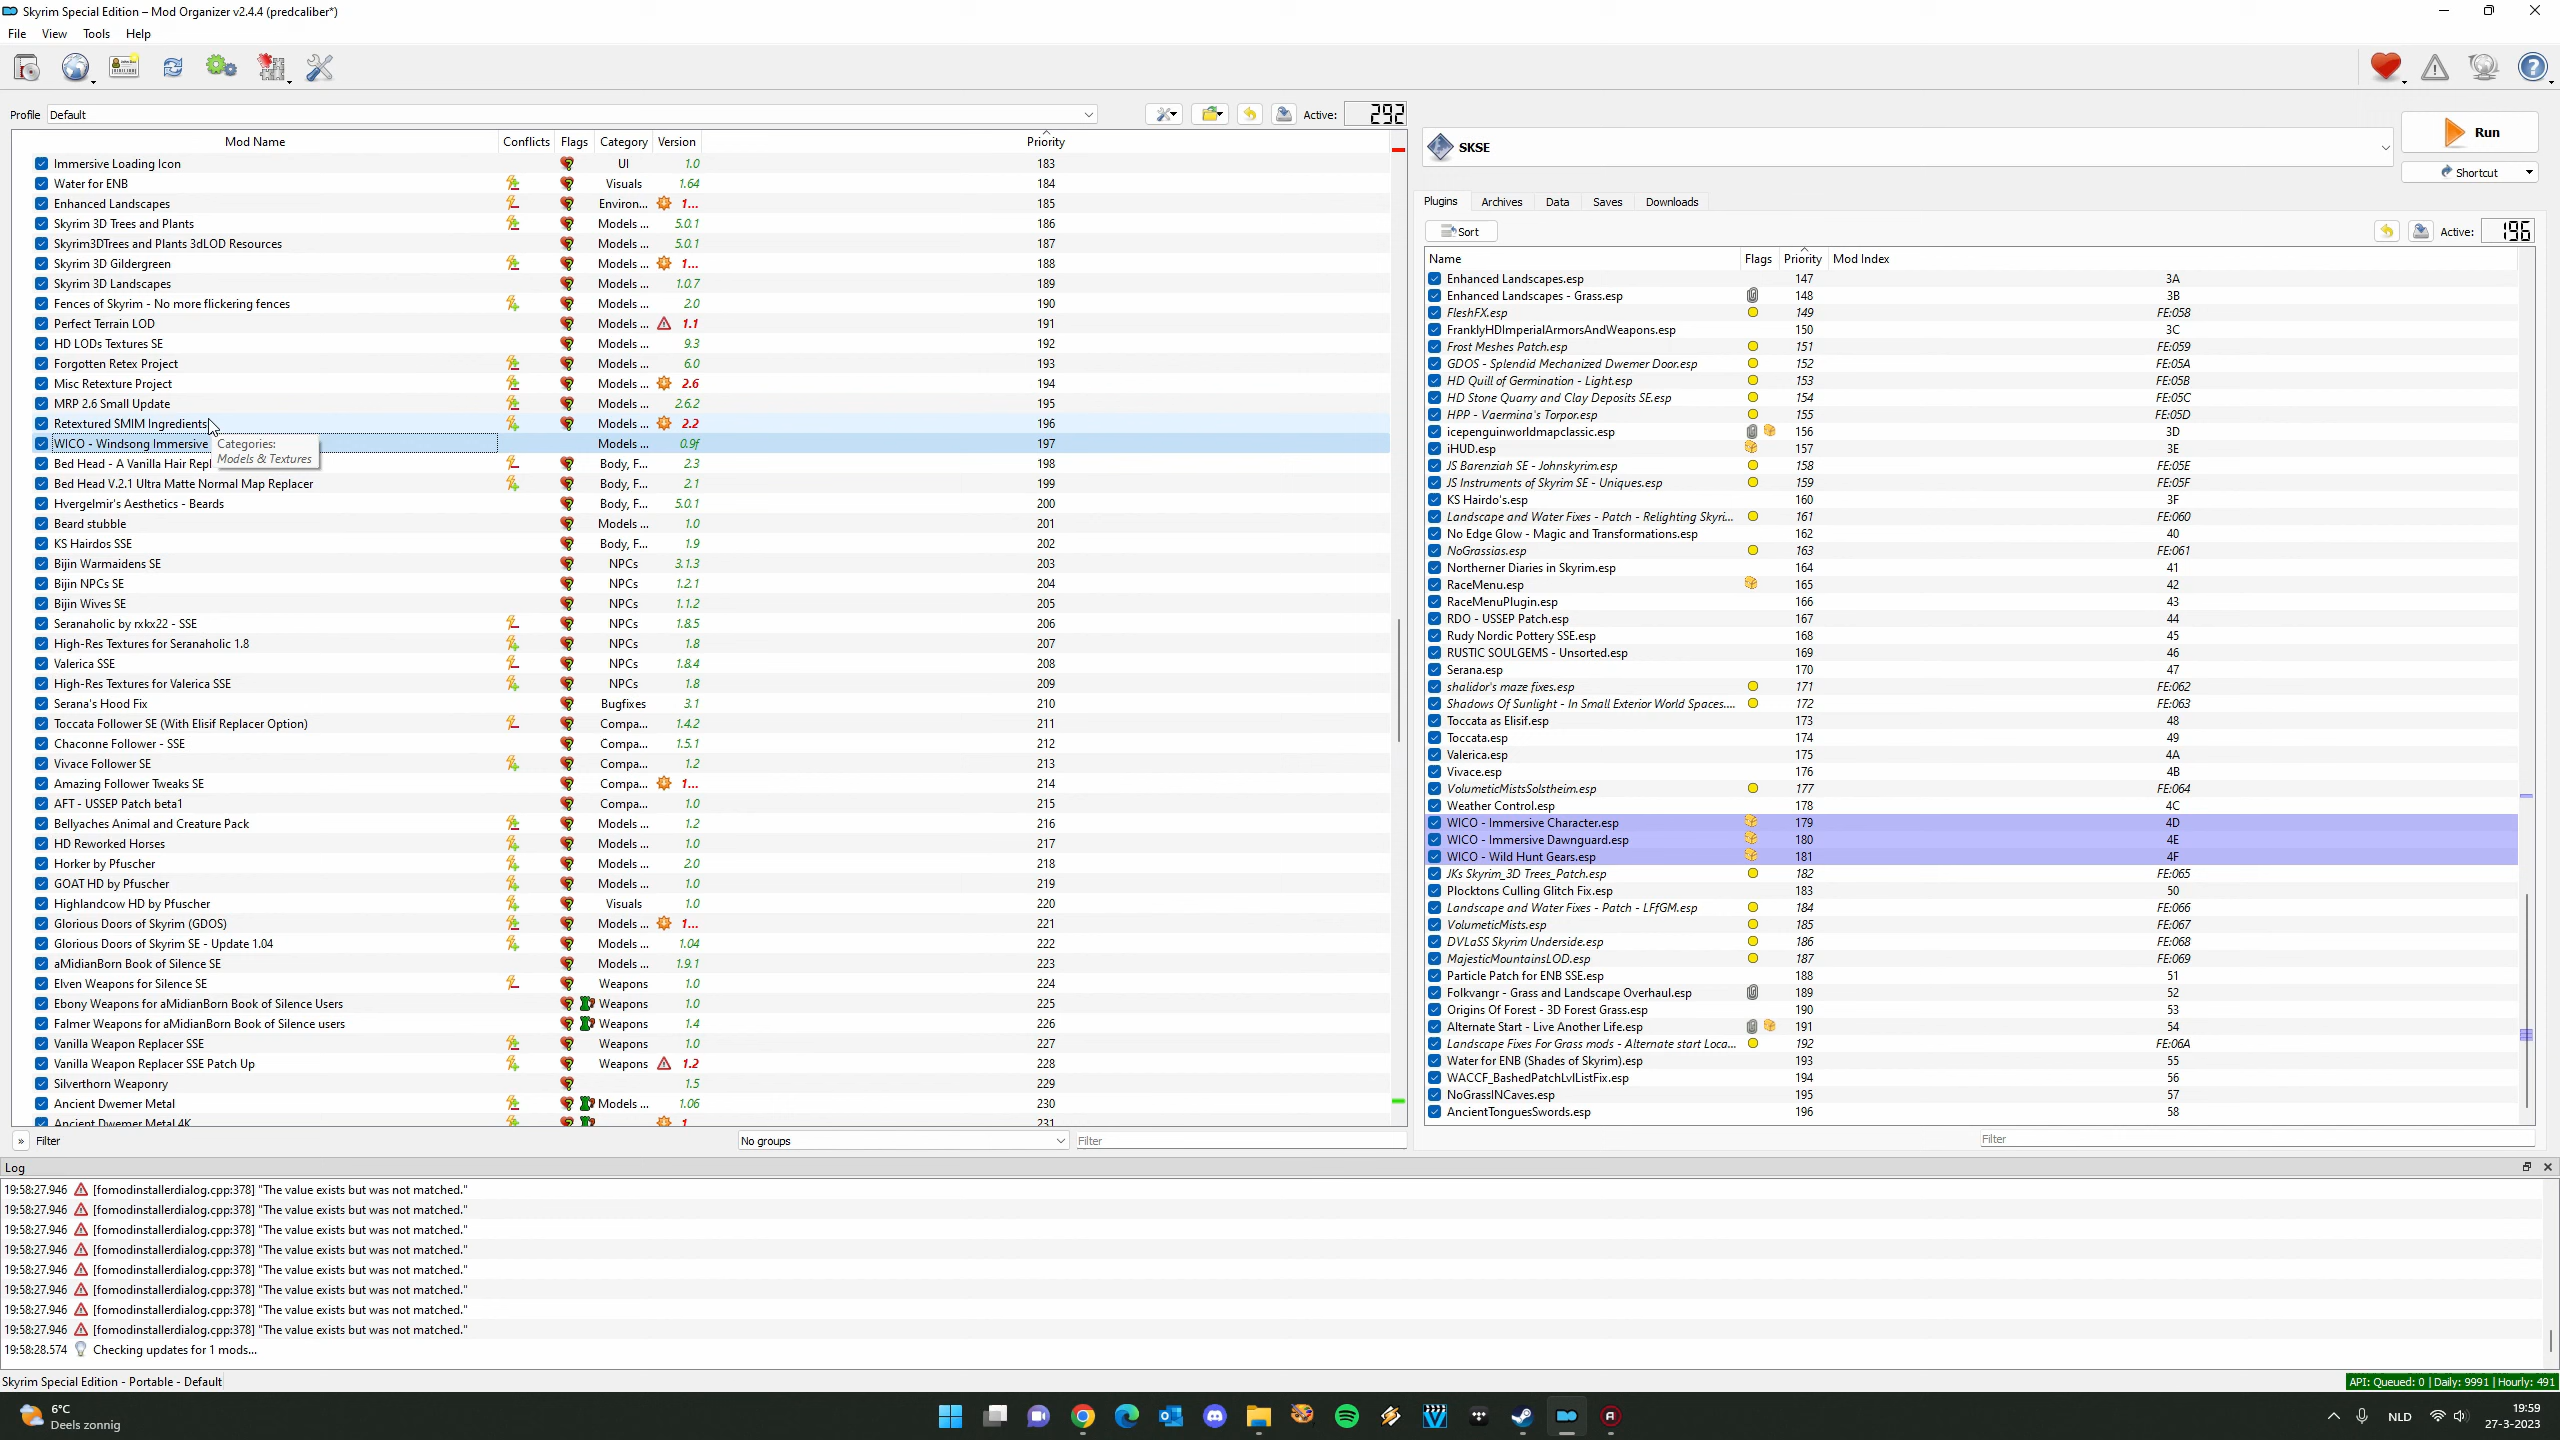 Skyrim Special Edition – Mod Organizer v2.4.4 (predcaliber*)
File View Tools Help
Profile Default Active: 292
Mod Name Conflicts Flags Category Version Priority
Immersive Loading Icon UI 1.0 183
Water for ENB Visuals 1.64 184
Enhanced Landscapes Environ... 1... 185
Skyrim 3D Trees and Plants Models ... 5.0.1 186
Skyrim3DTrees and Plants 3dLOD Resources Models ... 5.0.1 187
Skyrim 3D Gildergreen Models ... 1... 188
Skyrim 3D Landscapes Models ... 1.0.7 189
Fences of Skyrim - No more flickering fences Models ... 2.0 190
Perfect Terrain LOD Models ... 1.1 191
HD LODs Textures SE Models ... 9.3 192
Forgotten Retex Project Models ... 6.0 193
Misc Retexture Project Models ... 2.6 194
MRP 2.6 Small Update Models ... 2.6.2 195
Retextured SMIM Ingredients Models ... 2.2 196
WICO - Windsong Immersive Models ... 0.9f 197
Categories:
Models & Textures
Bed Head - A Vanilla Hair Repl Body, F... 2.3 198
Bed Head V.2.1 Ultra Matte Normal Map Replacer Body, F... 2.1 199
Hvergelmir's Aesthetics - Beards Body, F... 5.0.1 200
Beard stubble Models ... 1.0 201
KS Hairdos SSE Body, F... 1.9 202
Bijin Warmaidens SE NPCs 3.1.3 203
Bijin NPCs SE NPCs 1.2.1 204
Bijin Wives SE NPCs 1.1.2 205
Seranaholic by rxkx22 - SSE NPCs 1.8.5 206
High-Res Textures for Seranaholic 1.8 NPCs 1.8 207
Valerica SSE NPCs 1.8.4 208
High-Res Textures for Valerica SSE NPCs 1.8 209
Serana's Hood Fix Bugfixes 3.1 210
Toccata Follower SE (With Elisif Replacer Option) Compa... 1.4.2 211
Chaconne Follower - SSE Compa... 1.5.1 212
Vivace Follower SE Compa... 1.2 213
Amazing Follower Tweaks SE Compa... 1... 214
AFT - USSEP Patch beta1 Compa... 1.0 215
Bellyaches Animal and Creature Pack Models ... 1.2 216
HD Reworked Horses Models ... 1.0 217
Horker by Pfuscher Models ... 2.0 218
GOAT HD by Pfuscher Models ... 1.0 219
Highlandcow HD by Pfuscher Visuals 1.0 220
Glorious Doors of Skyrim (GDOS) Models ... 1... 221
Glorious Doors of Skyrim SE - Update 1.04 Models ... 1.04 222
aMidianBorn Book of Silence SE Models ... 1.9.1 223
Elven Weapons for Silence SE Weapons 1.0 224
Ebony Weapons for aMidianBorn Book of Silence Users Weapons 1.0 225
Falmer Weapons for aMidianBorn Book of Silence users Weapons 1.4 226
Vanilla Weapon Replacer SSE Weapons 1.0 227
Vanilla Weapon Replacer SSE Patch Up Weapons 1.2 228
Silverthorn Weaponry 1.5 229
Ancient Dwemer Metal Models ... 1.06 230
Ancient Dwemer Metal 4K 1 231
» Filter No groups Filter
SKSE Run
Shortcut
Plugins Archives Data Saves Downloads
Sort Active: 196
Name Flags Priority Mod Index
Enhanced Landscapes.esp 147 3A
Enhanced Landscapes - Grass.esp 148 3B
FleshFX.esp 149 FE:058
FranklyHDImperialArmorsAndWeapons.esp 150 3C
Frost Meshes Patch.esp 151 FE:059
GDOS - Splendid Mechanized Dwemer Door.esp 152 FE:05A
HD Quill of Germination - Light.esp 153 FE:05B
HD Stone Quarry and Clay Deposits SE.esp 154 FE:05C
HPP - Vaermina's Torpor.esp 155 FE:05D
icepenguinworldmapclassic.esp 156 3D
iHUD.esp 157 3E
JS Barenziah SE - Johnskyrim.esp 158 FE:05E
JS Instruments of Skyrim SE - Uniques.esp 159 FE:05F
KS Hairdo's.esp 160 3F
Landscape and Water Fixes - Patch - Relighting Skyri... 161 FE:060
No Edge Glow - Magic and Transformations.esp 162 40
NoGrassias.esp 163 FE:061
Northerner Diaries in Skyrim.esp 164 41
RaceMenu.esp 165 42
RaceMenuPlugin.esp 166 43
RDO - USSEP Patch.esp 167 44
Rudy Nordic Pottery SSE.esp 168 45
RUSTIC SOULGEMS - Unsorted.esp 169 46
Serana.esp 170 47
shalidor's maze fixes.esp 171 FE:062
Shadows Of Sunlight - In Small Exterior World Spaces.... 172 FE:063
Toccata as Elisif.esp 173 48
Toccata.esp 174 49
Valerica.esp 175 4A
Vivace.esp 176 4B
VolumeticMistsSolstheim.esp 177 FE:064
Weather Control.esp 178 4C
WICO - Immersive Character.esp 179 4D
WICO - Immersive Dawnguard.esp 180 4E
WICO - Wild Hunt Gears.esp 181 4F
JKs Skyrim_3D Trees_Patch.esp 182 FE:065
Plocktons Culling Glitch Fix.esp 183 50
Landscape and Water Fixes - Patch - LFfGM.esp 184 FE:066
VolumeticMists.esp 185 FE:067
DVLaSS Skyrim Underside.esp 186 FE:068
MajesticMountainsLOD.esp 187 FE:069
Particle Patch for ENB SSE.esp 188 51
Folkvangr - Grass and Landscape Overhaul.esp 189 52
Origins Of Forest - 3D Forest Grass.esp 190 53
Alternate Start - Live Another Life.esp 191 54
Landscape Fixes For Grass mods - Alternate start Loca... 192 FE:06A
Water for ENB (Shades of Skyrim).esp 193 55
WACCF_BashedPatchLvlListFix.esp 194 56
NoGrassINCaves.esp 195 57
AncientTonguesSwords.esp 196 58
Filter
Log
19:58:27.946 [fomodinstallerdialog.cpp:378] "The value exists but was not matched."
19:58:27.946 [fomodinstallerdialog.cpp:378] "The value exists but was not matched."
19:58:27.946 [fomodinstallerdialog.cpp:378] "The value exists but was not matched."
19:58:27.946 [fomodinstallerdialog.cpp:378] "The value exists but was not matched."
19:58:27.946 [fomodinstallerdialog.cpp:378] "The value exists but was not matched."
19:58:27.946 [fomodinstallerdialog.cpp:378] "The value exists but was not matched."
19:58:27.946 [fomodinstallerdialog.cpp:378] "The value exists but was not matched."
19:58:27.946 [fomodinstallerdialog.cpp:378] "The value exists but was not matched."
19:58:28.574 Checking updates for 1 mods...
Skyrim Special Edition - Portable - Default API: Queued: 0 | Daily: 9991 | Hourly: 491
6°C
Deels zonnig
NLD
19:59
27-3-2023